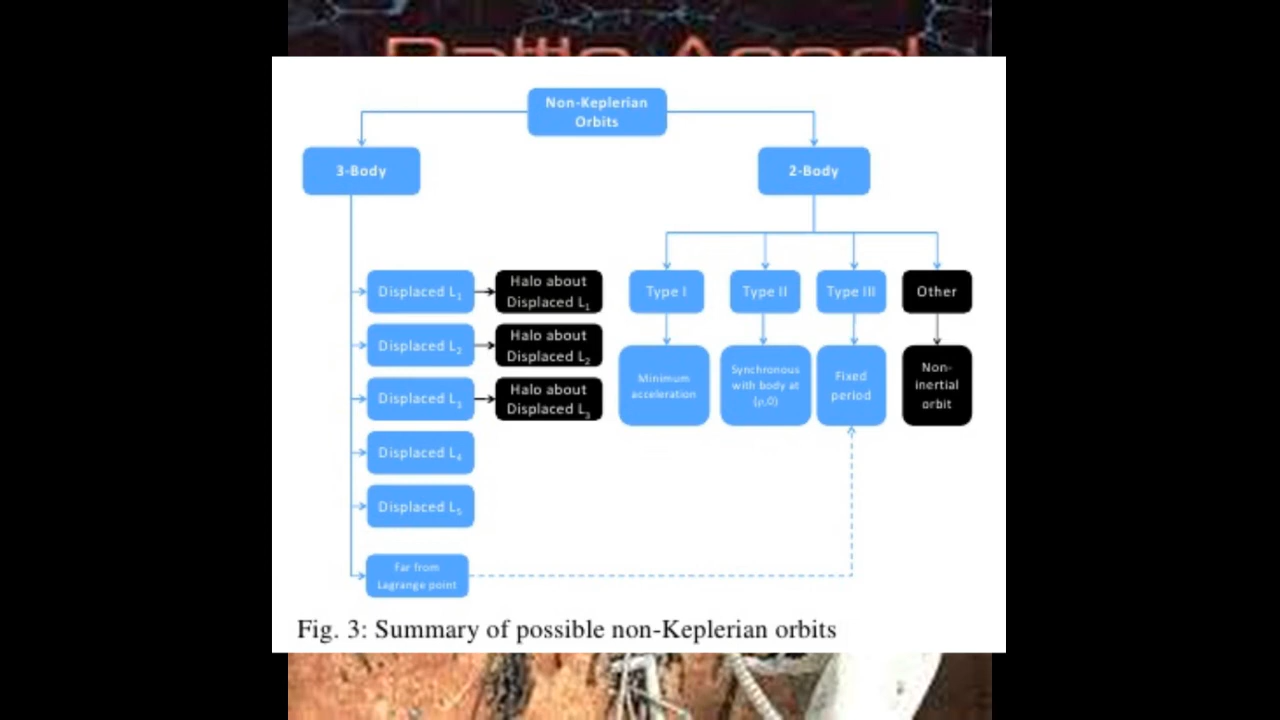 Battle Angel
Non-Keplerian
Orbits
3-Body
2-Body
Displaced L₁
Halo about
Displaced L₁
Displaced L₂
Halo about
Displaced L₂
Displaced L₃
Halo about
Displaced L₃
Displaced L₄
Displaced L₅
Far from
Lagrange point
Type I
Type II
Type III
Other
Minimum
acceleration
Synchronous
with body at
(ρ,0)
Fixed
period
Non-
inertial
orbit
Fig. 3: Summary of possible non-Keplerian orbits